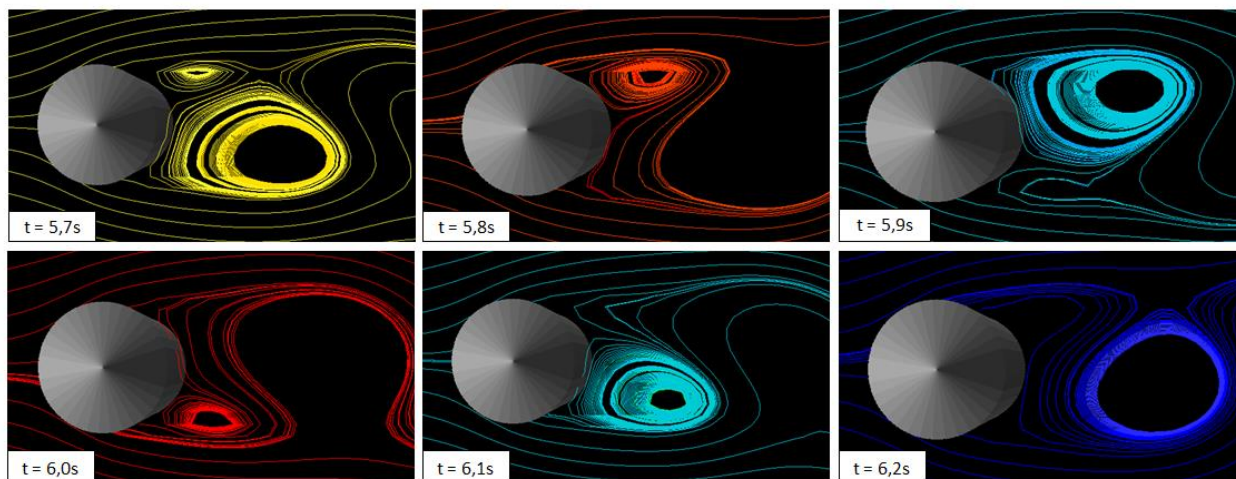 t = 5,7s
t = 5,8s
t = 5,9s
t = 6,0s
t = 6,1s
t = 6,2s